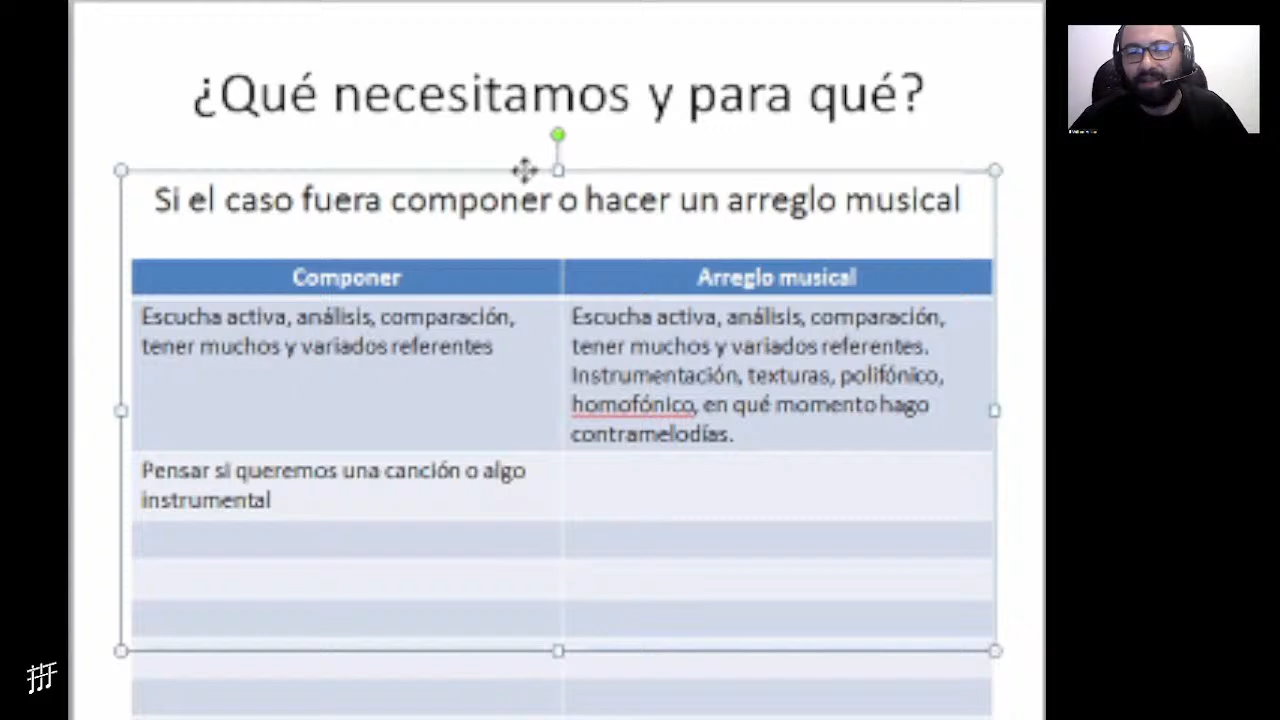 ¿Qué necesitamos y para qué?
Si el caso fuera componer o hacer un arreglo musical
Componer
Arreglo musical
Escucha activa, análisis, comparación,
tener muchos y variados referentes
Escucha activa, análisis, comparación,
tener muchos y variados referentes.
Instrumentación, texturas, polifónico,
homofónico, en qué momento hago
contramelodías.
Pensar si queremos una canción o algo
instrumental